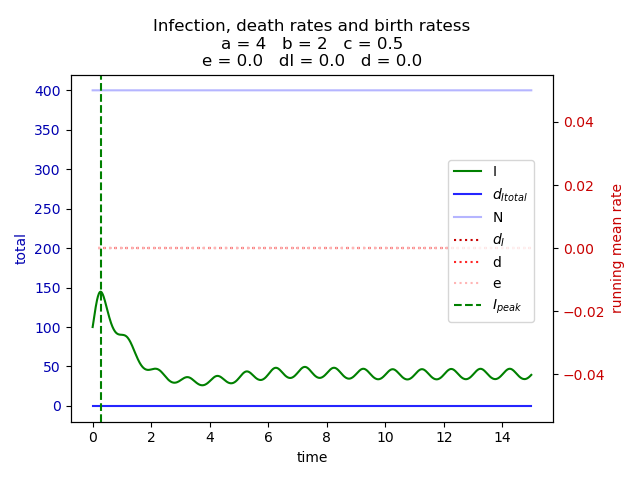 Infection, death rates and birth ratess
a = 4   b = 2   c = 0.5
e = 0.0   dI = 0.0   d = 0.0
400
350
300
250
200
150
100
50
0
total
0.04
0.02
0.00
−0.02
−0.04
running mean rate
I
d_{Itotal}
N
d_I
d
e
I_{peak}
0 2 4 6 8 10 12 14
time